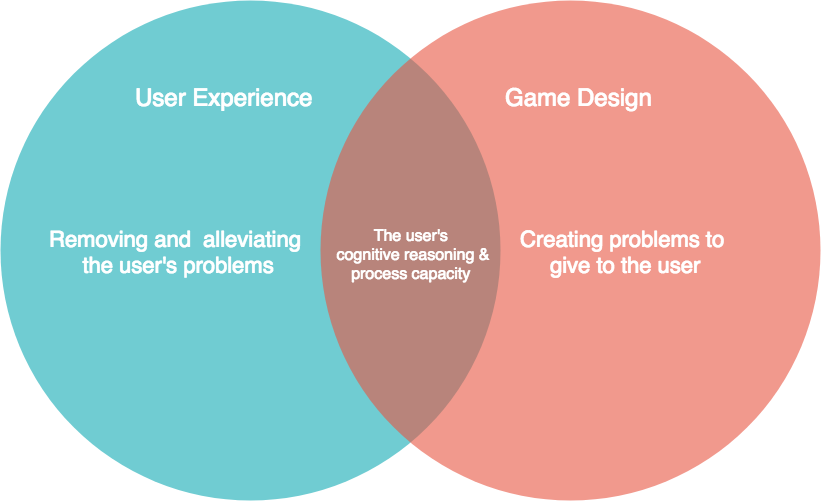 User Experience
Game Design
Removing and  alleviating
the user's problems
The user's
cognitive reasoning &
process capacity
Creating problems to
give to the user